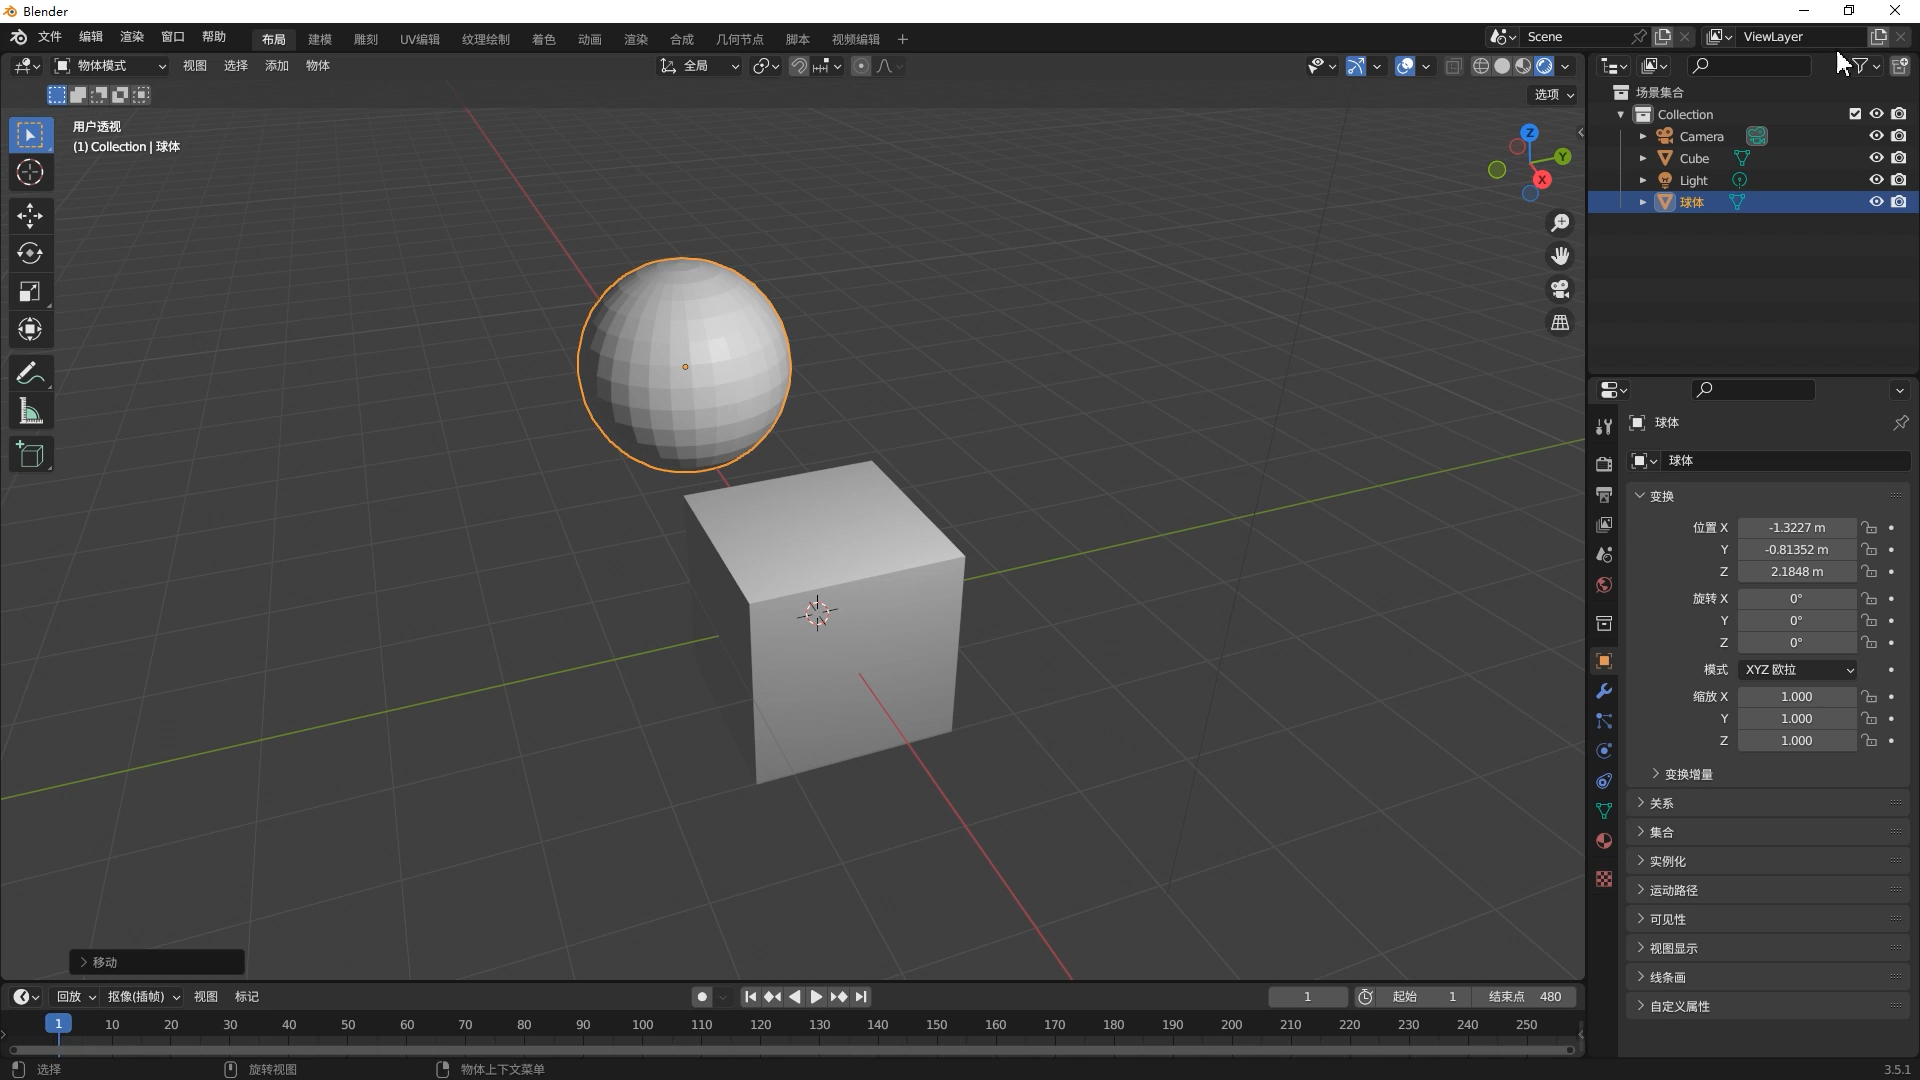 Blender
文件 编辑 渲染 窗口 帮助 布局 建模 雕刻 UV编辑 纹理绘制 着色 动画 渲染 合成 几何节点 脚本 视频编辑 + Scene ViewLayer
物体模式 视图 选择 添加 物体 全局
选项
用户透视
(1) Collection | 球体
Z
Y
X
场景集合
Collection
Camera
Cube
Light
球体
球体
球体
变换
位置 X -1.3227 m
Y -0.81352 m
Z 2.1848 m
旋转 X 0°
Y 0°
Z 0°
模式 XYZ 欧拉
缩放 X 1.000
Y 1.000
Z 1.000
变换增量
关系
集合
实例化
运动路径
可见性
视图显示
线条画
自定义属性
移动
回放 抠像(插帧) 视图 标记 1 起始 1 结束点 480
1 10 20 30 40 50 60 70 80 90 100 110 120 130 140 150 160 170 180 190 200 210 220 230 240 250
选择 旋转视图 物体上下文菜单 3.5.1